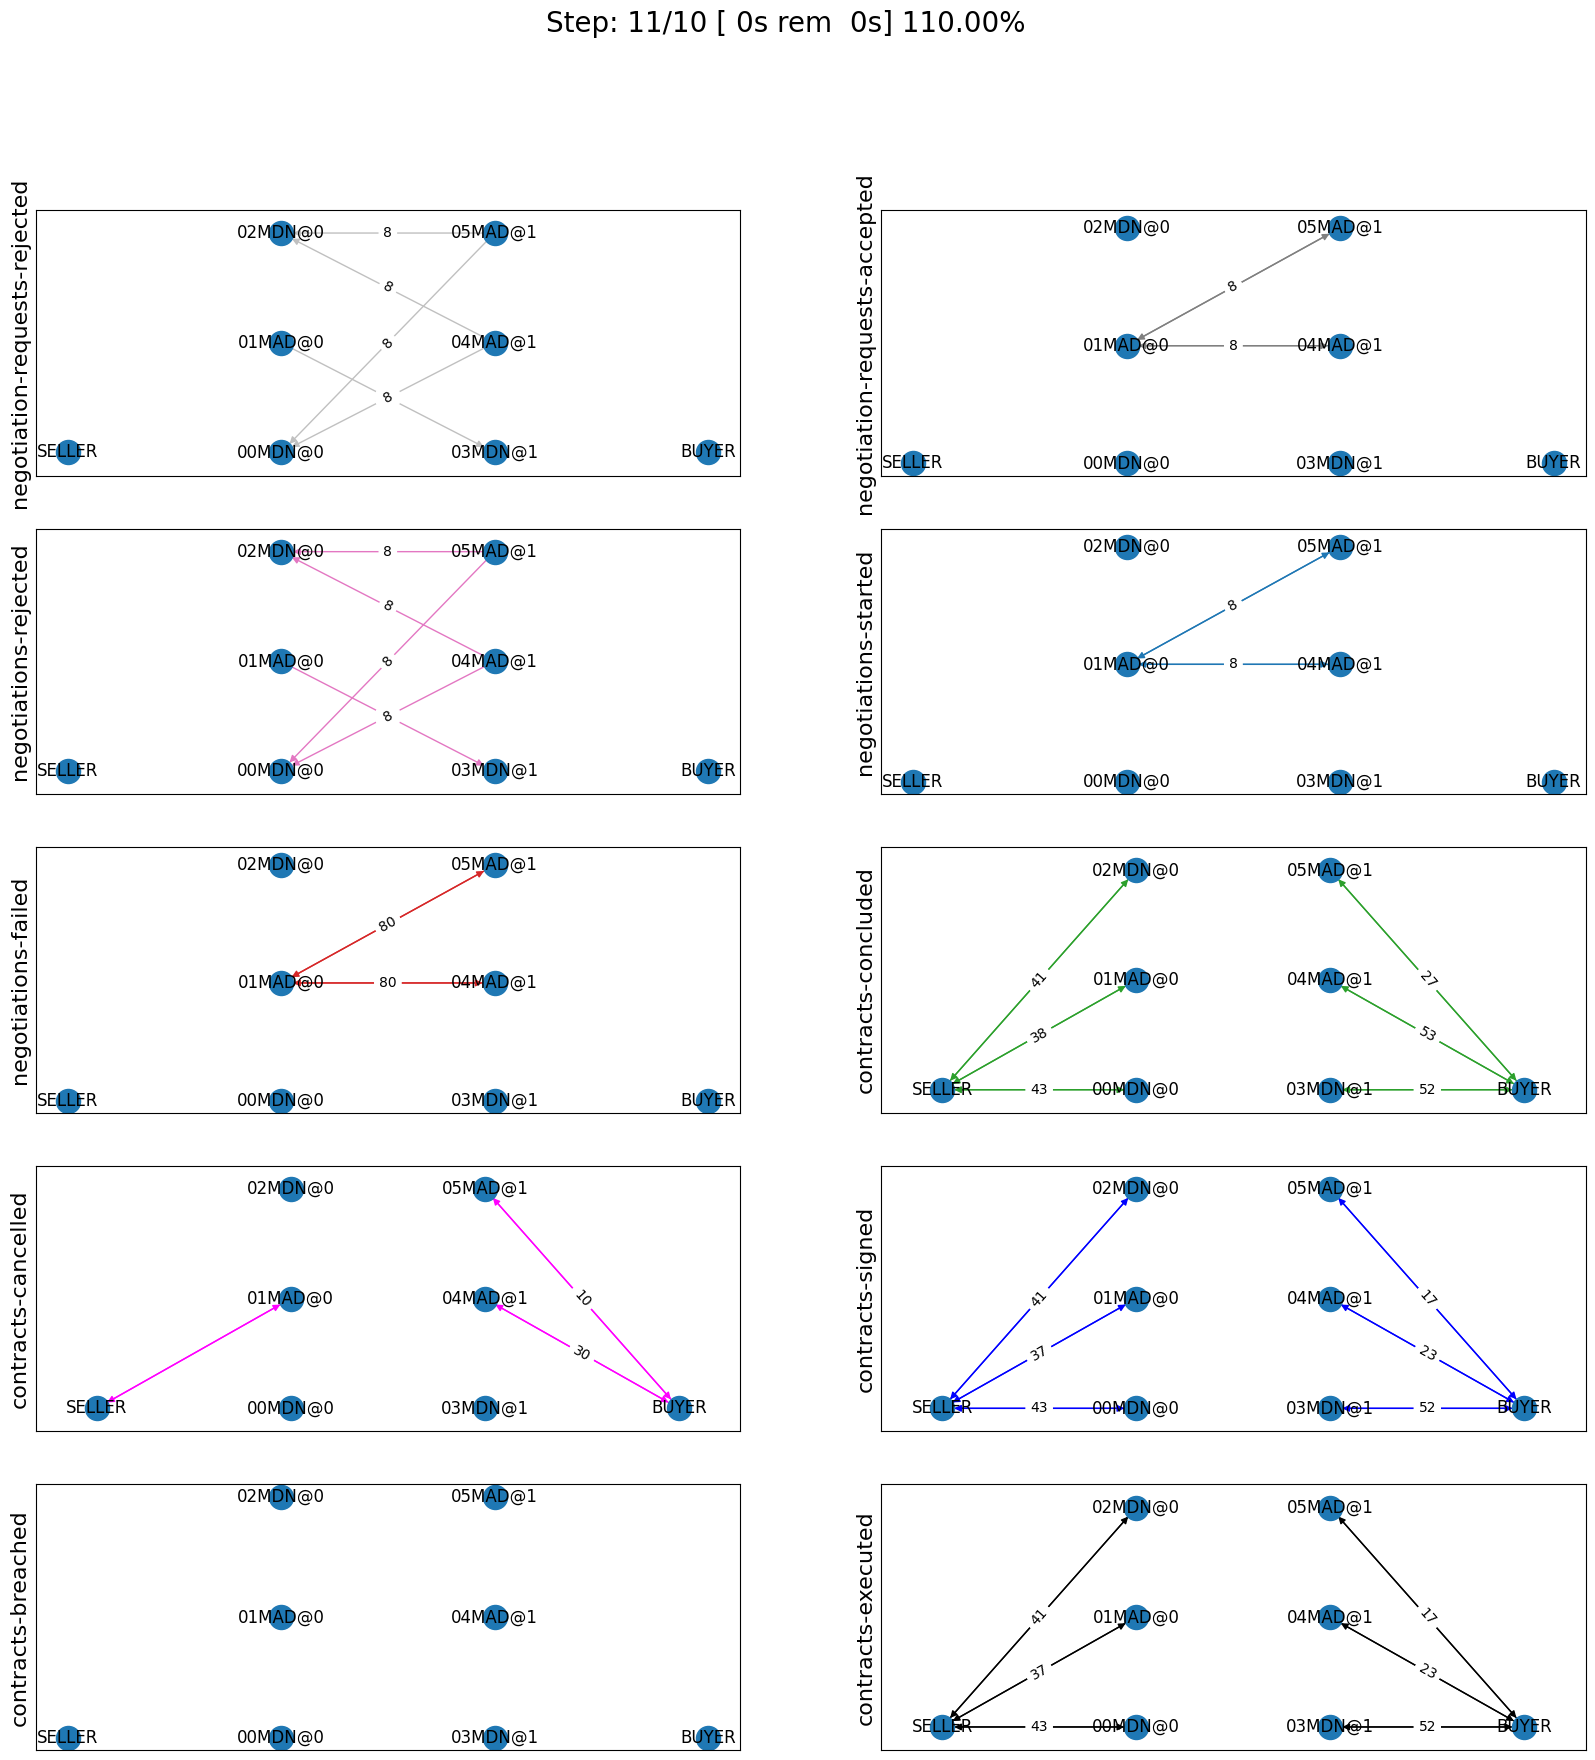 Step: 11/10 [ 0s rem  0s] 110.00%
negotiation-requests-rejected
02MDN@0 8 05MAD@1
8
01MAD@0 8 04MAD@1
8
SELLER 00MDN@0 03MDN@1 BUYER
negotiation-requests-accepted
02MDN@0 05MAD@1
8
01MAD@0 8 04MAD@1
SELLER 00MDN@0 03MDN@1 BUYER
negotiations-rejected
02MDN@0 8 05MAD@1
8
01MAD@0 8 04MAD@1
8
SELLER 00MDN@0 03MDN@1 BUYER
negotiations-started
02MDN@0 05MAD@1
8
01MAD@0 8 04MAD@1
SELLER 00MDN@0 03MDN@1 BUYER
negotiations-failed
02MDN@0 05MAD@1
80
01MAD@0 80 04MAD@1
SELLER 00MDN@0 03MDN@1 BUYER
contracts-concluded
02MDN@0 05MAD@1
41 01MAD@0 04MAD@1 27
38 53
SELLER 43 00MDN@0 03MDN@1 52 BUYER
contracts-cancelled
02MDN@0 05MAD@1
01MAD@0 04MAD@1 10
30
SELLER 00MDN@0 03MDN@1 BUYER
contracts-signed
02MDN@0 05MAD@1
41 01MAD@0 04MAD@1 17
37 23
SELLER 43 00MDN@0 03MDN@1 52 BUYER
contracts-breached
02MDN@0 05MAD@1
01MAD@0 04MAD@1
SELLER 00MDN@0 03MDN@1 BUYER
contracts-executed
02MDN@0 05MAD@1
41 01MAD@0 04MAD@1 17
37 23
SELLER 43 00MDN@0 03MDN@1 52 BUYER